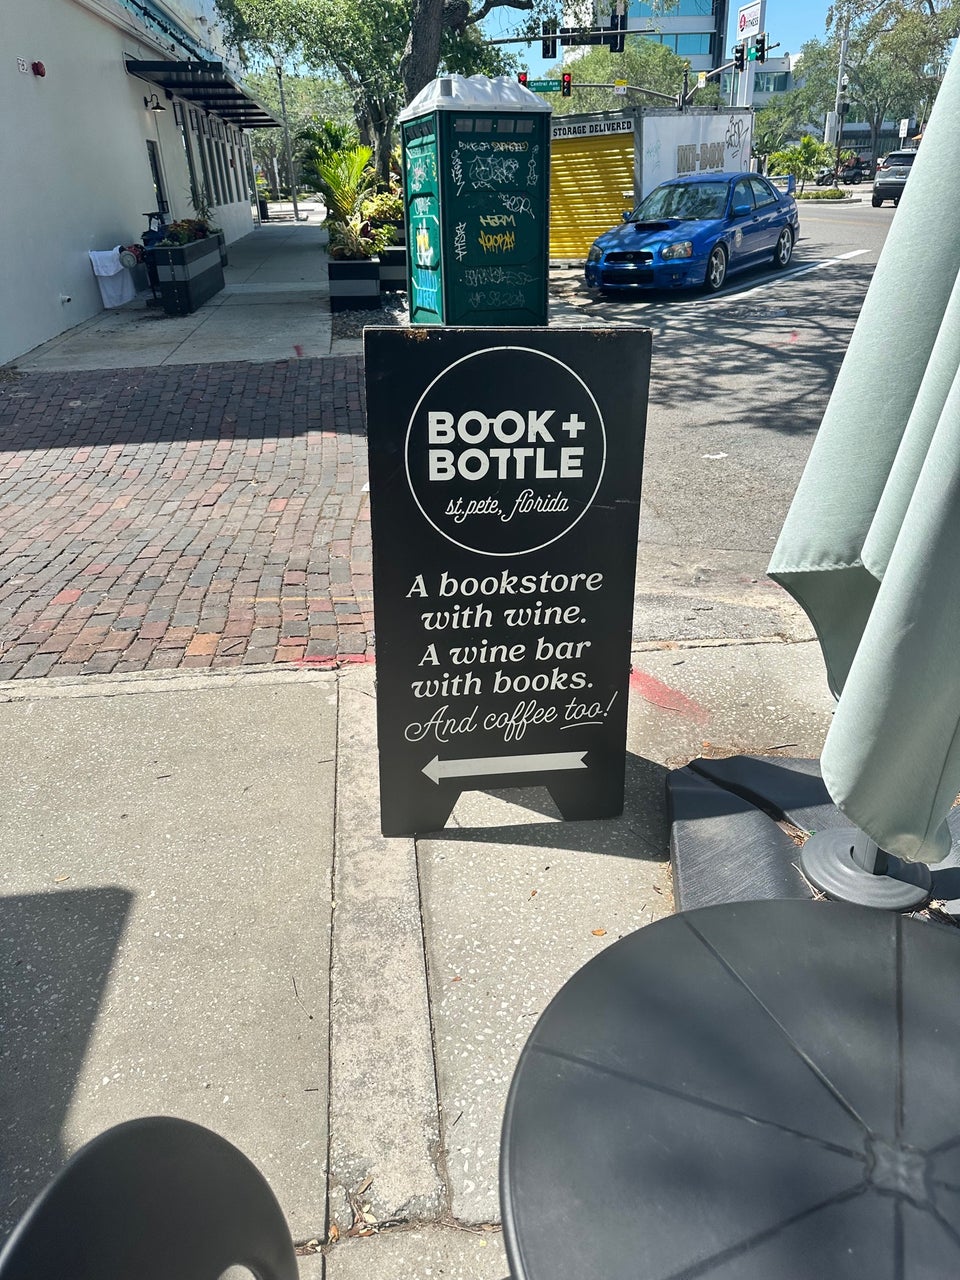 Central Ave
STORAGE DELIVERED
BOOK +
BOTTLE
st.pete, florida
A bookstore
with wine.
A wine bar
with books.
And coffee too!